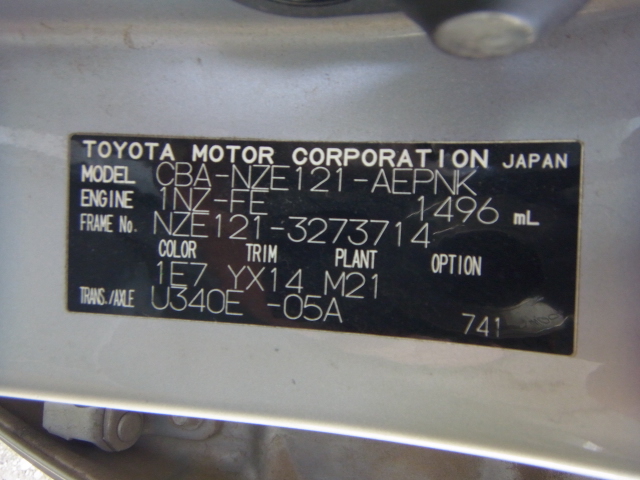 TOYOTA MOTOR CORPORATION JAPAN
MODEL CBA-NZE121-AEPNK
ENGINE 1NZ-FE 1496 mL
FRAME No. NZE121-3273714
COLOR TRIM PLANT OPTION
1E7 YX14 M21
TRANS./AXLE U340E -05A
741